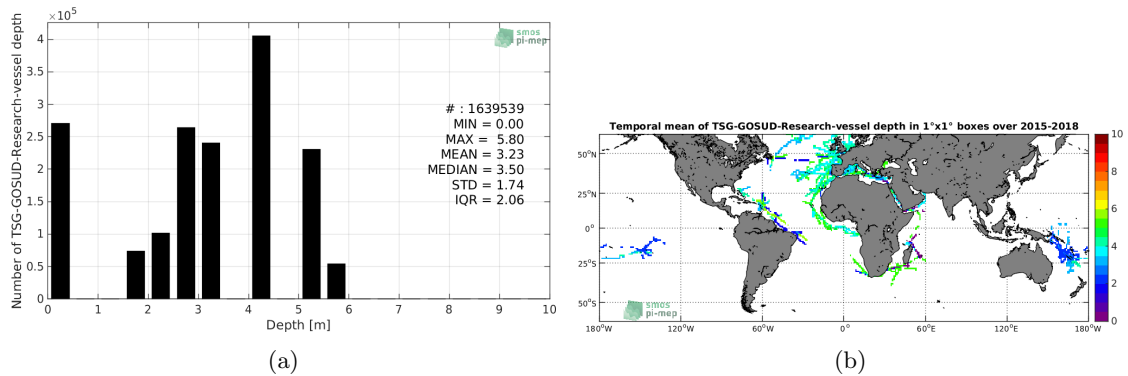 ×10⁵
4
3.5
3
2.5
2
1.5
1
0.5
0
Number of TSG-GOSUD-Research-vessel depth
smos
pi-mep
# : 1639539
MIN = 0.00
MAX = 5.80
MEAN = 3.23
MEDIAN = 3.50
STD = 1.74
IQR = 2.06
0 1 2 3 4 5 6 7 8 9 10
Depth [m]
(a)
Temporal mean of TSG-GOSUD-Research-vessel depth in 1°x1° boxes over 2015-2018
50°N
25°N
0°
25°S
50°S
smos
pi-mep
180°W 120°W 60°W 0° 60°E 120°E 180°E
10
8
6
4
2
0
(b)